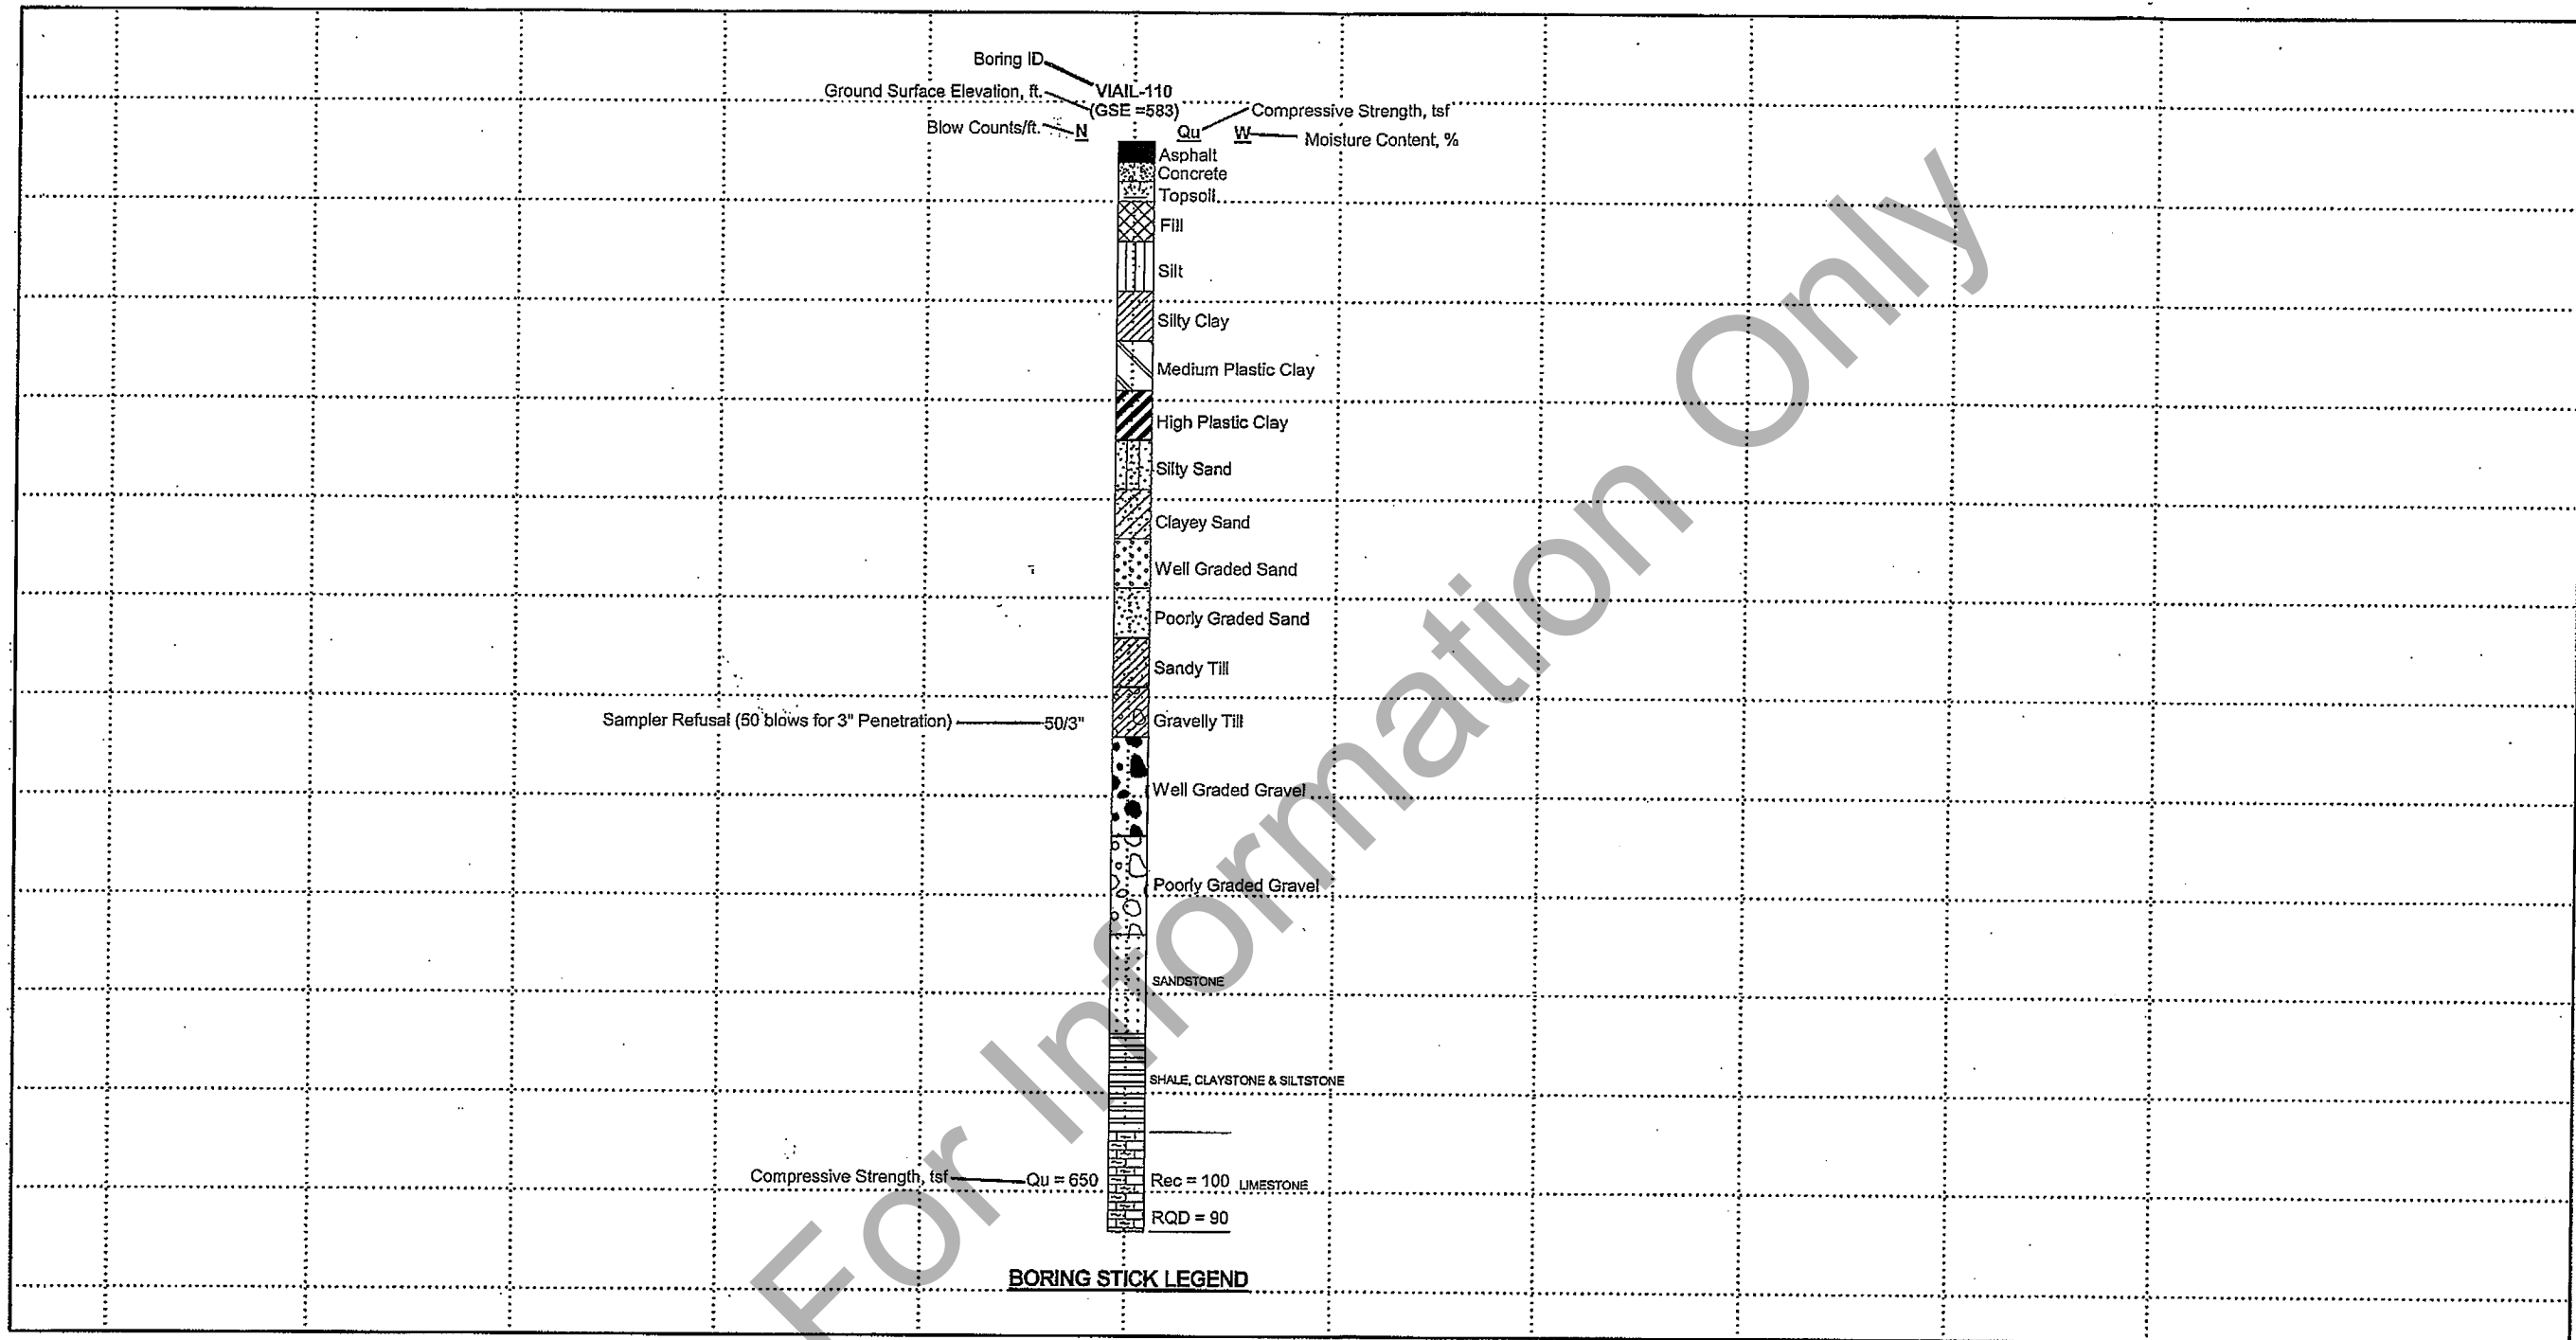 Boring ID
VIAIL-110
Ground Surface Elevation, ft.
(GSE =583)
Compressive Strength, tsf
Blow Counts/ft.
N
Qu
W
Moisture Content, %
Asphalt
Concrete
Topsoil
Fill
Silt
Silty Clay
Medium Plastic Clay
High Plastic Clay
Silty Sand
Clayey Sand
Well Graded Sand
Poorly Graded Sand
Sandy Till
Sampler Refusal (50 blows for 3" Penetration) 50/3" Gravelly Till
Well Graded Gravel
Poorly Graded Gravel
SANDSTONE
SHALE, CLAYSTONE & SILTSTONE
Compressive Strength, tsf Qu = 650 Rec = 100 LIMESTONE
RQD = 90
BORING STICK LEGEND
For Information Only